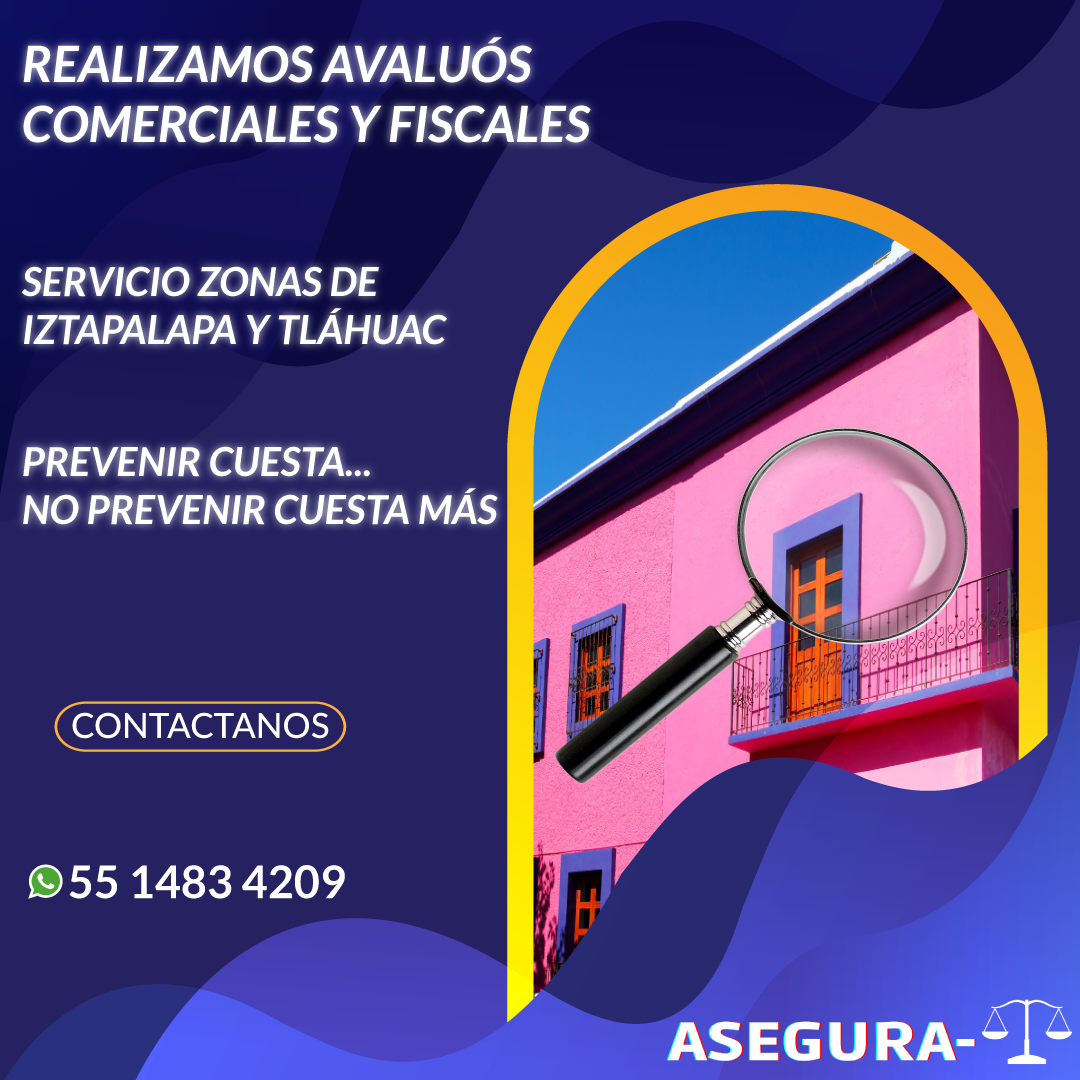 REALIZAMOS AVALUÓS
COMERCIALES Y FISCALES
SERVICIO ZONAS DE
IZTAPALAPA Y TLÁHUAC
PREVENIR CUESTA...
NO PREVENIR CUESTA MÁS
CONTACTANOS
55 1483 4209
ASEGURA-